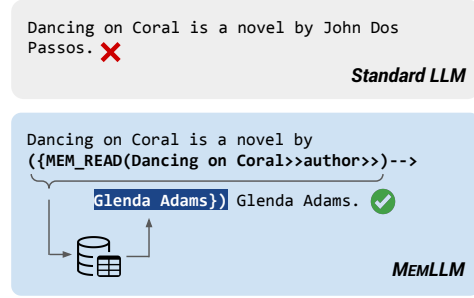 Dancing on Coral is a novel by John Dos
Passos.
Standard LLM
Dancing on Coral is a novel by
({MEM_READ(Dancing on Coral>>author>>)-->
Glenda Adams}) Glenda Adams.
MEMLLM